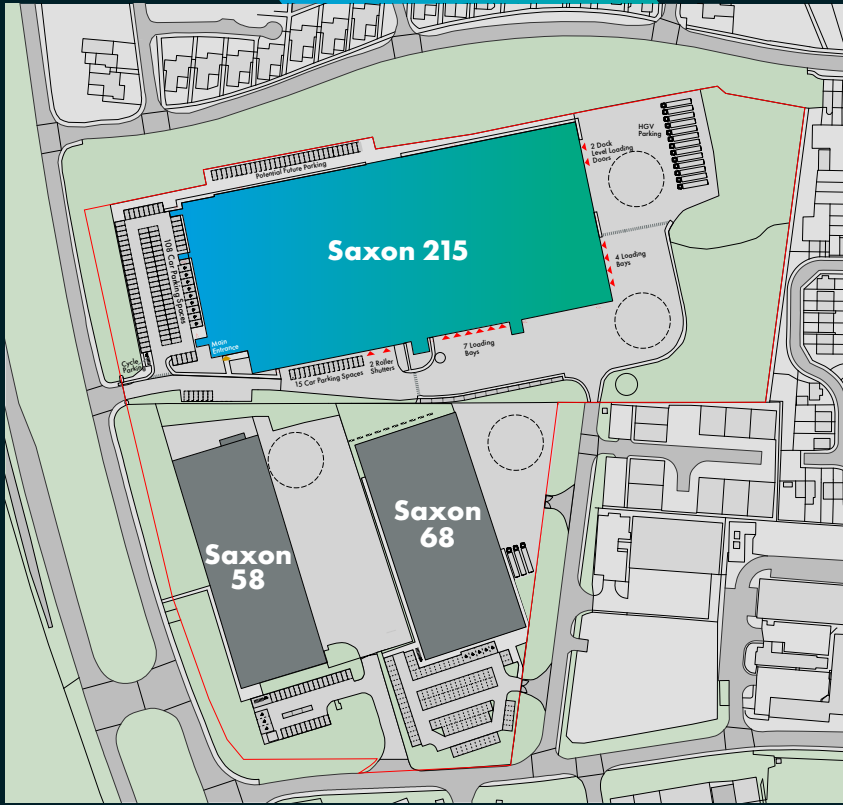 HGV
Parking
2 Dock
Level Loading
Doors
Potential Future Parking
Saxon 215
108 Car Parking Spaces
4 Loading
Bays
Main
Entrance
7 Loading
Bays
Cycle
Parking
2 Roller
Shutters
15 Car Parking Spaces
Saxon
68
Saxon
58